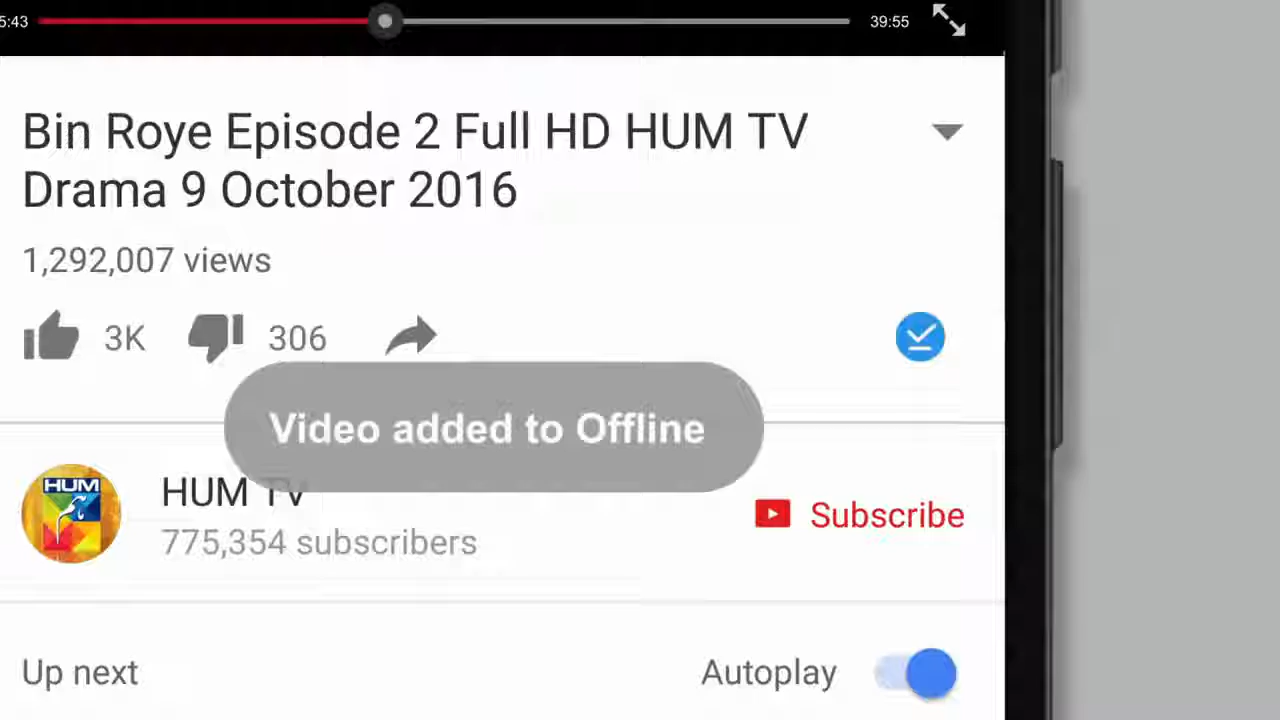 5:43
39:55
Bin Roye Episode 2 Full HD HUM TV
Drama 9 October 2016
1,292,007 views
3K
306
Video added to Offline
HUM
HUM TV
775,354 subscribers
Subscribe
Up next
Autoplay